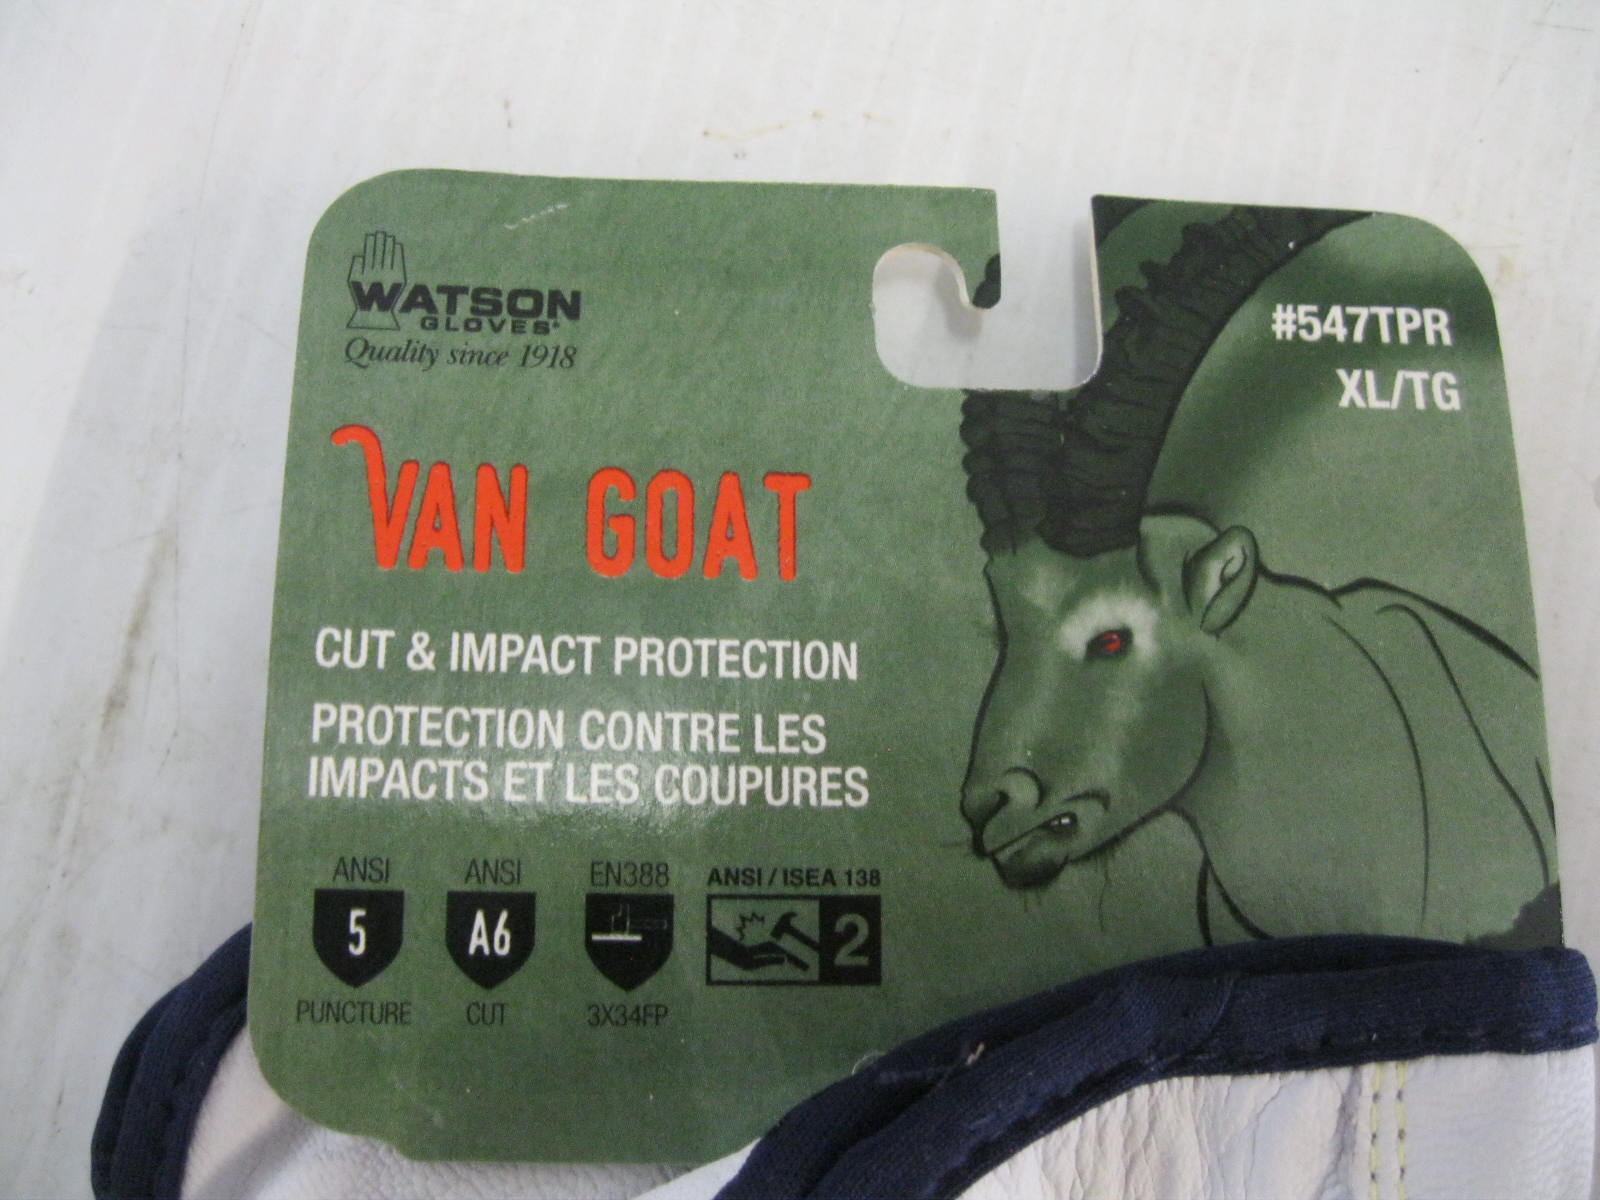 WATSON
GLOVES
Quality since 1918
#547TPR
XL/TG
VAN GOAT
CUT & IMPACT PROTECTION
PROTECTION CONTRE LES
IMPACTS ET LES COUPURES
ANSI
5
PUNCTURE
ANSI
A6
CUT
EN388
3X34FP
ANSI / ISEA 138
2